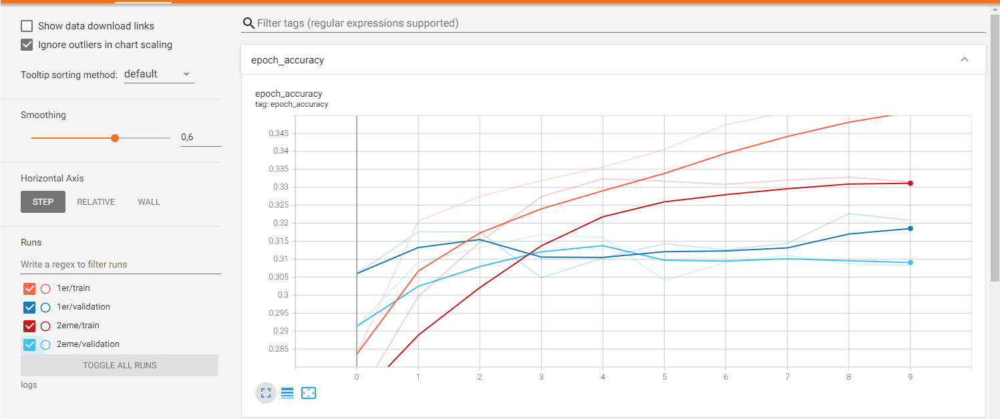 Show data download links
Ignore outliers in chart scaling
Tooltip sorting method: default
Smoothing
0,6
Horizontal Axis
STEP RELATIVE WALL
Runs
Write a regex to filter runs
1er/train
1er/validation
2eme/train
2eme/validation
TOGGLE ALL RUNS
logs
Filter tags (regular expressions supported)
epoch_accuracy
epoch_accuracy
tag: epoch_accuracy
0.345
0.34
0.335
0.33
0.325
0.32
0.315
0.31
0.305
0.3
0.295
0.29
0.285
0 1 2 3 4 5 6 7 8 9